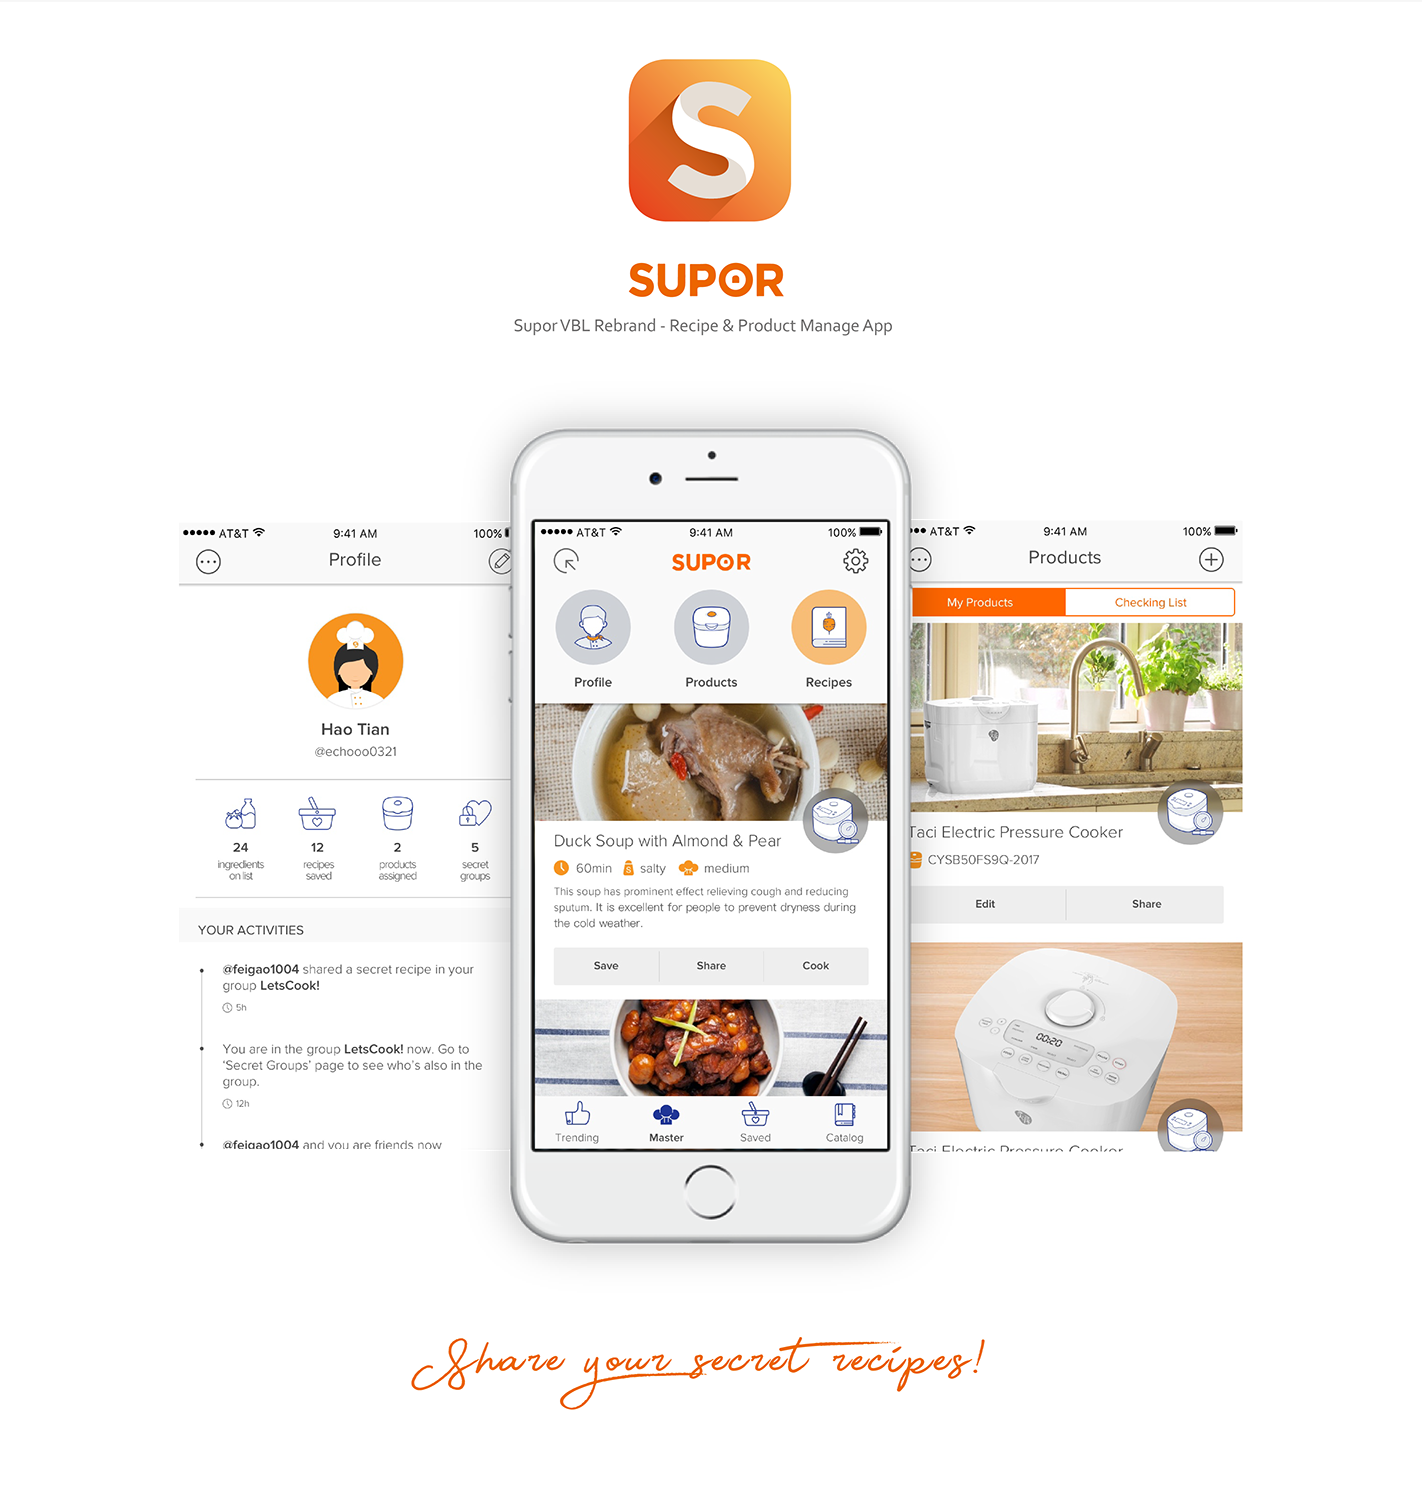 S
SUPOR
Supor VBL Rebrand - Recipe & Product Manage App
AT&T
9:41 AM
100%
Profile
Hao Tian
@echooo0321
24
ingredients
on list
12
recipes
saved
2
products
assigned
5
secret
groups
YOUR ACTIVITIES
@feigao1004 shared a secret recipe in your
group LetsCook!
5h
You are in the group LetsCook! now. Go to
'Secret Groups' page to see who's also in the
group.
12h
@feigao1004 and you are friends now
AT&T
9:41 AM
100%
SUPOR
Profile
Products
Recipes
Duck Soup with Almond & Pear
60min
S
salty
medium
This soup has prominent effect relieving cough and reducing
sputum. It is excellent for people to prevent dryness during
the cold weather.
Save
Share
Cook
Trending
Master
Saved
Catalog
AT&T
9:41 AM
100%
Products
My Products
Checking List
Taci Electric Pressure Cooker
CYSB50FS9Q-2017
Edit
Share
00:20
Taci Electric Pressure Cooker
Share your secret recipes!